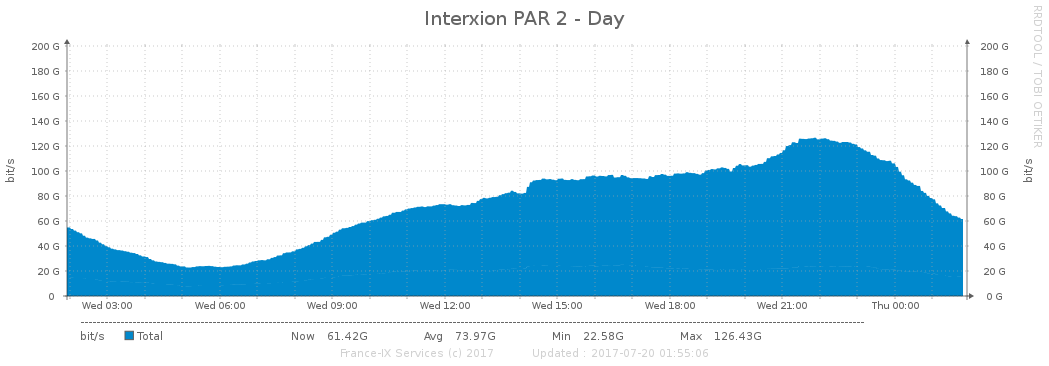 Interxion PAR 2 - Day
RRDTOOL / TOBI OETIKER
bit/s
200 G 200 G
180 G 180 G
160 G 160 G
140 G 140 G
120 G 120 G
100 G 100 G
80 G 80 G
60 G 60 G
40 G 40 G
20 G 20 G
0 0 G
bit/s
Wed 03:00 Wed 06:00 Wed 09:00 Wed 12:00 Wed 15:00 Wed 18:00 Wed 21:00 Thu 00:00
bit/s Total Now 61.42G Avg 73.97G Min 22.58G Max 126.43G
France-IX Services (c) 2017 Updated : 2017-07-20 01:55:06